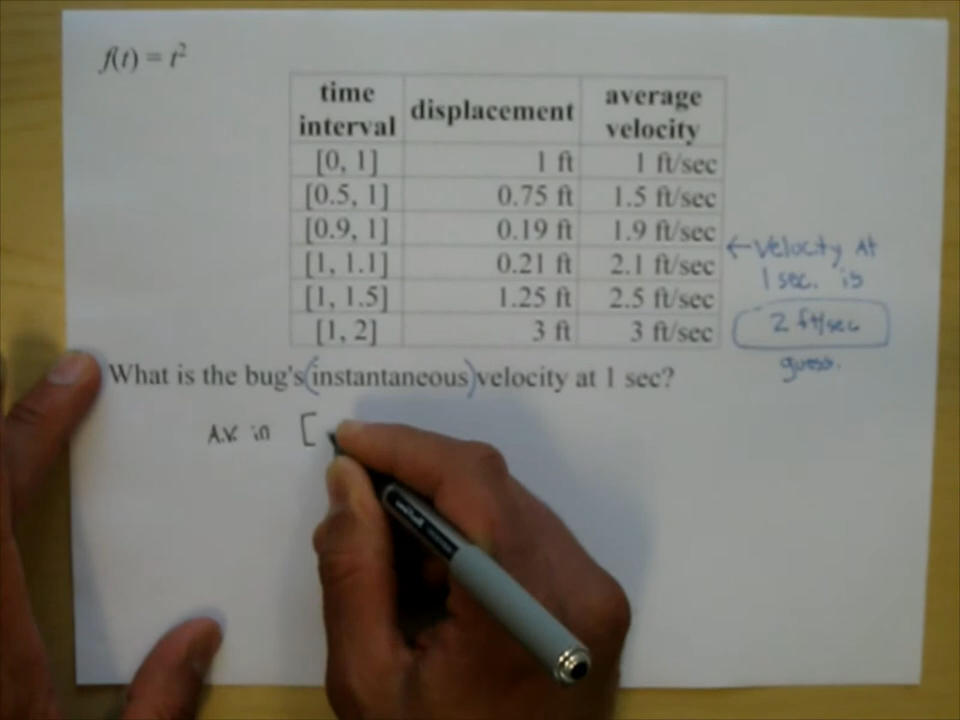 f(t) = t²
time interval displacement average velocity
[0, 1] 1 ft 1 ft/sec
[0.5, 1] 0.75 ft 1.5 ft/sec
[0.9, 1] 0.19 ft 1.9 ft/sec
[1, 1.1] 0.21 ft 2.1 ft/sec
[1, 1.5] 1.25 ft 2.5 ft/sec
[1, 2] 3 ft 3 ft/sec
←Velocity At
1 sec. is
2 ft/sec
guess.
What is the bug's (instantaneous) velocity at 1 sec?
A.V. in [